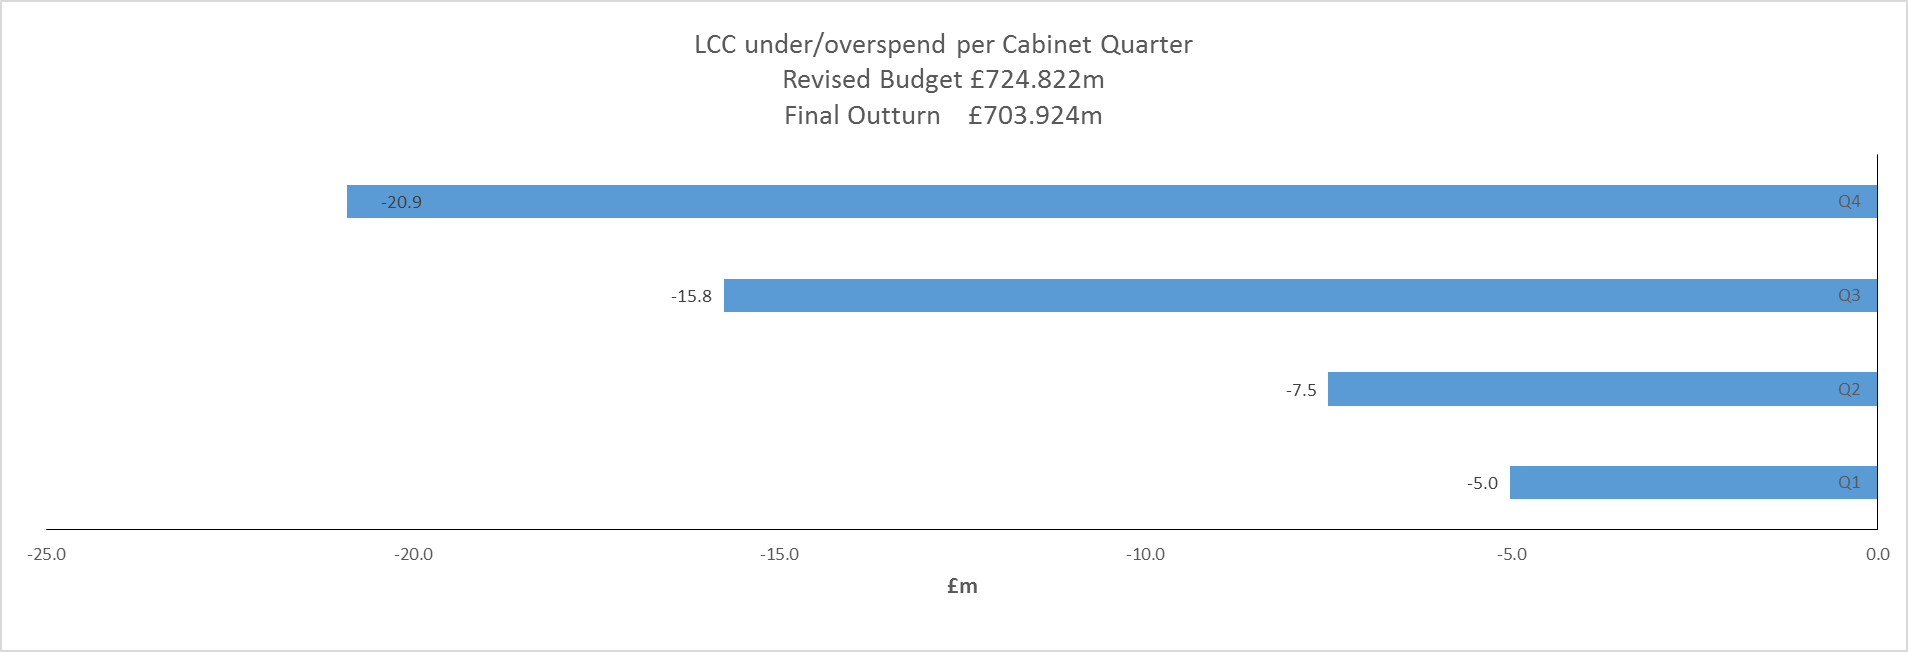 LCC under/overspend per Cabinet Quarter
Revised Budget £724.822m
Final Outturn £703.924m
-20.9 Q4
-15.8 Q3
-7.5 Q2
-5.0 Q1
-25.0 -20.0 -15.0 -10.0 -5.0 0.0
£m